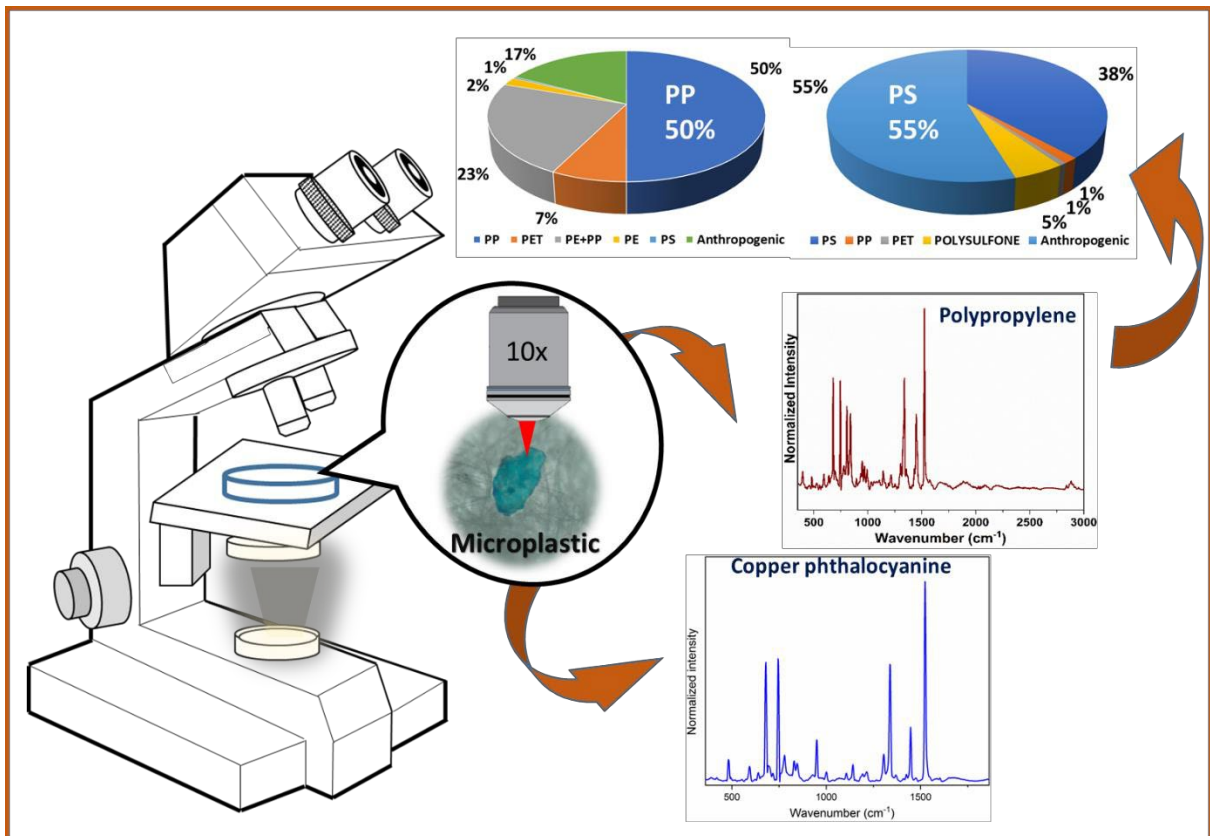 17%
1%
2%
23%
7%
50%
PP
50%
PP PET PE+PP PE PS Anthropogenic
55%
38%
PS
55%
1%
1%
5%
PS PP PET POLYSULFONE Anthropogenic
10x
Microplastic
Polypropylene
Normalized Intensity
500 1000 1500 2000 2500 3000
Wavenumber (cm⁻¹)
Copper phthalocyanine
Normalized intensity
500 1000 1500
Wavenumber (cm⁻¹)